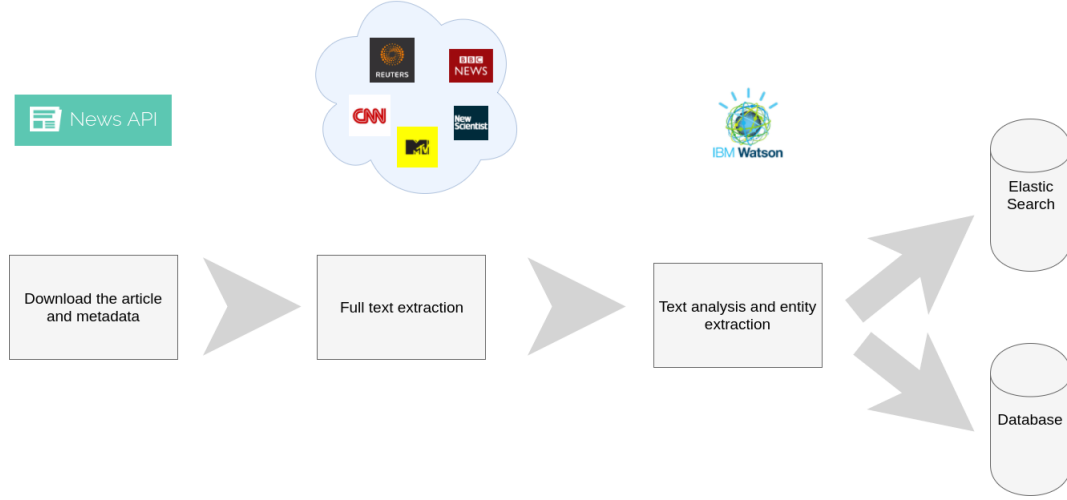 REUTERS
BBC
NEWS
News API
CNN
New
Scientist
MTV
IBM Watson
Elastic
Search
Download the article
and metadata
Full text extraction
Text analysis and entity
extraction
Database